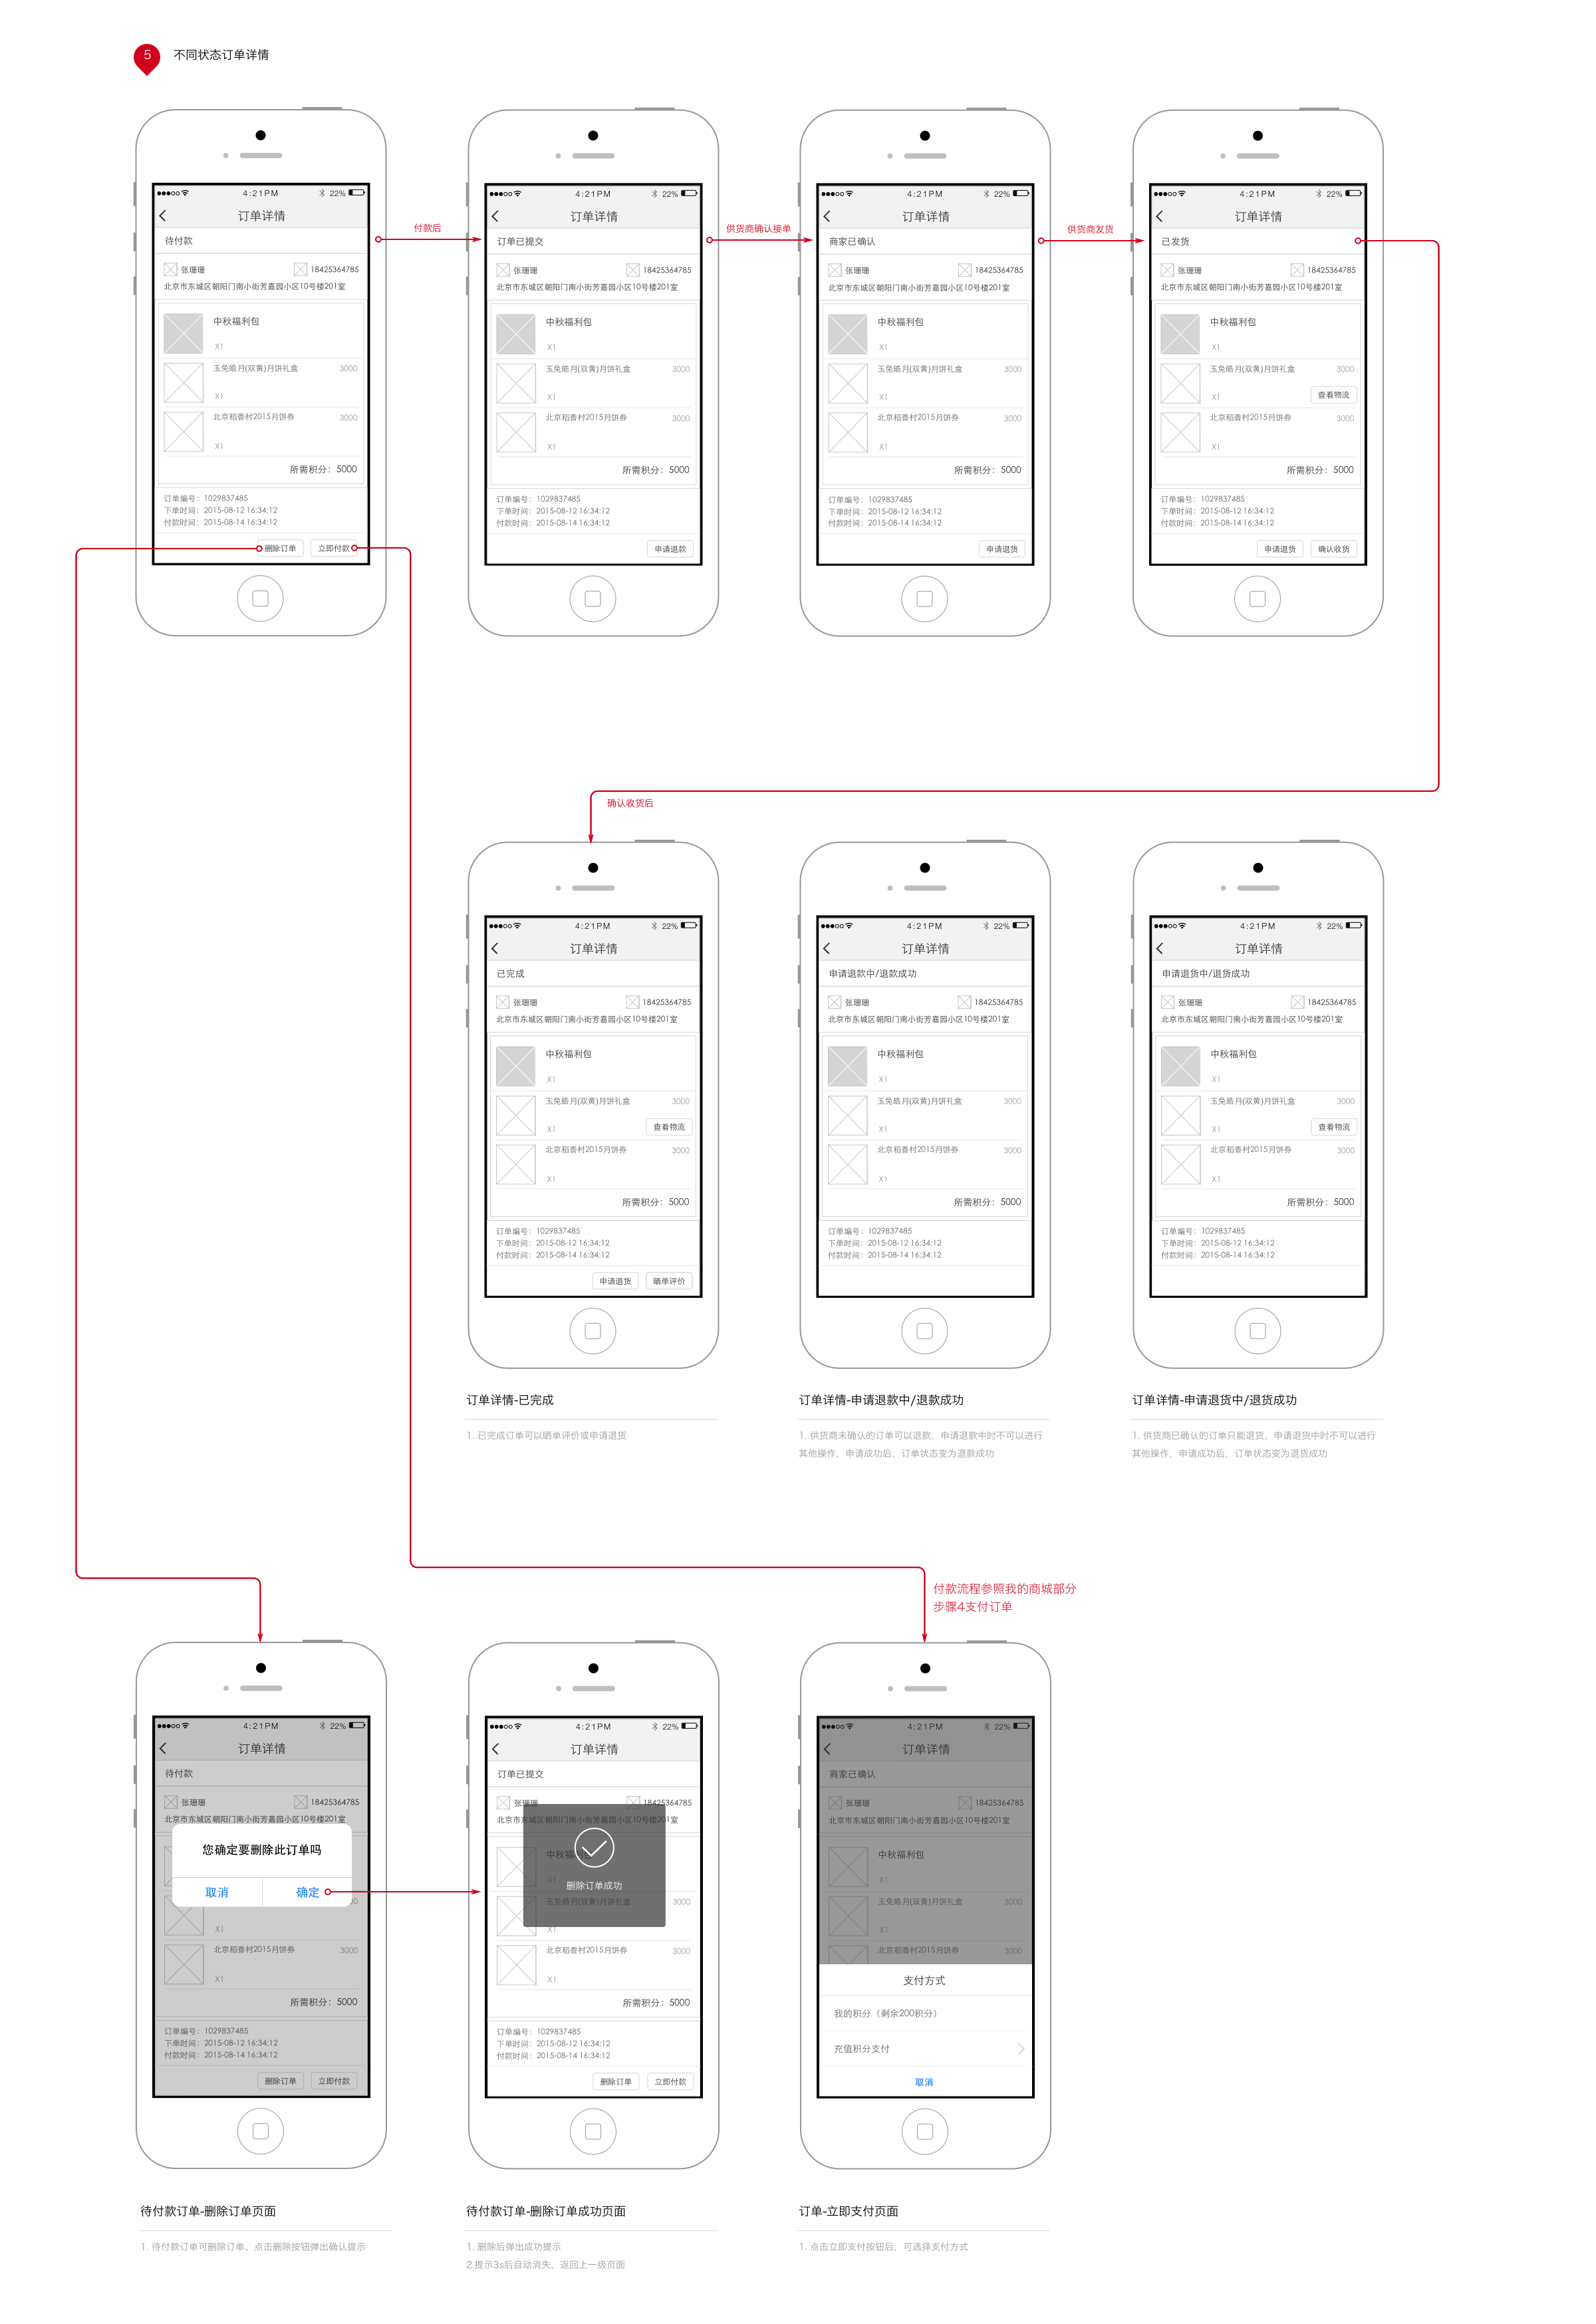 5
不同状态订单详情
4:21PM 22%
订单详情
待付款
张珊珊 18425364785
北京市东城区朝阳门南小街芳嘉园小区10号楼201室
中秋福利包
X1
玉兔皓月(双黄)月饼礼盒 3000
X1
北京稻香村2015月饼券 3000
X1
所需积分：5000
订单编号：1029837485
下单时间：2015-08-12 16:34:12
付款时间：2015-08-14 16:34:12
删除订单 立即付款
付款后
4:21PM 22%
订单详情
订单已提交
张珊珊 18425364785
北京市东城区朝阳门南小街芳嘉园小区10号楼201室
中秋福利包
X1
玉兔皓月(双黄)月饼礼盒 3000
X1
北京稻香村2015月饼券 3000
X1
所需积分：5000
订单编号：1029837485
下单时间：2015-08-12 16:34:12
付款时间：2015-08-14 16:34:12
申请退款
供货商确认接单
4:21PM 22%
订单详情
商家已确认
张珊珊 18425364785
北京市东城区朝阳门南小街芳嘉园小区10号楼201室
中秋福利包
X1
玉兔皓月(双黄)月饼礼盒 3000
X1
北京稻香村2015月饼券 3000
X1
所需积分：5000
订单编号：1029837485
下单时间：2015-08-12 16:34:12
付款时间：2015-08-14 16:34:12
申请退货
供货商发货
4:21PM 22%
订单详情
已发货
张珊珊 18425364785
北京市东城区朝阳门南小街芳嘉园小区10号楼201室
中秋福利包
X1
玉兔皓月(双黄)月饼礼盒 3000
X1 查看物流
北京稻香村2015月饼券 3000
X1
所需积分：5000
订单编号：1029837485
下单时间：2015-08-12 16:34:12
付款时间：2015-08-14 16:34:12
申请退货 确认收货
确认收货后
4:21PM 22%
订单详情
已完成
张珊珊 18425364785
北京市东城区朝阳门南小街芳嘉园小区10号楼201室
中秋福利包
X1
玉兔皓月(双黄)月饼礼盒 3000
X1 查看物流
北京稻香村2015月饼券 3000
X1
所需积分：5000
订单编号：1029837485
下单时间：2015-08-12 16:34:12
付款时间：2015-08-14 16:34:12
申请退货 晒单评价
订单详情-已完成
1. 已完成订单可以晒单评价或申请退货
4:21PM 22%
订单详情
申请退款中/退款成功
张珊珊 18425364785
北京市东城区朝阳门南小街芳嘉园小区10号楼201室
中秋福利包
X1
玉兔皓月(双黄)月饼礼盒 3000
X1
北京稻香村2015月饼券 3000
X1
所需积分：5000
订单编号：1029837485
下单时间：2015-08-12 16:34:12
付款时间：2015-08-14 16:34:12
订单详情-申请退款中/退款成功
1. 供货商未确认的订单可以退款，申请退款中时不可以进行
其他操作，申请成功后，订单状态变为退款成功
4:21PM 22%
订单详情
申请退货中/退货成功
张珊珊 18425364785
北京市东城区朝阳门南小街芳嘉园小区10号楼201室
中秋福利包
X1
玉兔皓月(双黄)月饼礼盒 3000
X1 查看物流
北京稻香村2015月饼券 3000
X1
所需积分：5000
订单编号：1029837485
下单时间：2015-08-12 16:34:12
付款时间：2015-08-14 16:34:12
订单详情-申请退货中/退货成功
1. 供货商已确认的订单只能退货，申请退货中时不可以进行
其他操作，申请成功后，订单状态变为退货成功
付款流程参照我的商城部分
步骤4支付订单
4:21PM 22%
订单详情
待付款
张珊珊 18425364785
北京市东城区朝阳门南小街芳嘉园小区10号楼201室
您确定要删除此订单吗
取消 确定
X1
北京稻香村2015月饼券 3000
X1
所需积分：5000
订单编号：1029837485
下单时间：2015-08-12 16:34:12
付款时间：2015-08-14 16:34:12
删除订单 立即付款
待付款订单-删除订单页面
1. 待付款订单可删除订单、点击删除按钮弹出确认提示
4:21PM 22%
订单详情
订单已提交
张珊珊 18425364785
北京市东城区朝阳门南小街芳嘉园小区10号楼201室
中秋福利包
X1
删除订单成功
玉兔皓月(双黄)月饼礼盒 3000
X1
北京稻香村2015月饼券 3000
X1
所需积分：5000
订单编号：1029837485
下单时间：2015-08-12 16:34:12
付款时间：2015-08-14 16:34:12
删除订单 立即付款
待付款订单-删除订单成功页面
1. 删除后弹出成功提示
2.提示3s后自动消失，返回上一级页面
4:21PM 22%
订单详情
商家已确认
张珊珊 18425364785
北京市东城区朝阳门南小街芳嘉园小区10号楼201室
中秋福利包
X1
玉兔皓月(双黄)月饼礼盒 3000
X1
北京稻香村2015月饼券 3000
支付方式
我的积分（剩余200积分）
充值积分支付
取消
订单-立即支付页面
1. 点击立即支付按钮后，可选择支付方式